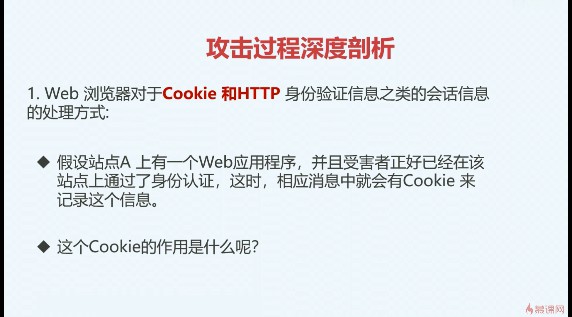 攻击过程深度剖析
1. Web 浏览器对于Cookie 和HTTP 身份验证信息之类的会话信息
的处理方式:
◆ 假设站点A 上有一个Web应用程序，并且受害者正好已经在该
站点上通过了身份认证，这时，相应消息中就会有Cookie 来
记录这个信息。
◆ 这个Cookie的作用是什么呢?
慕课网